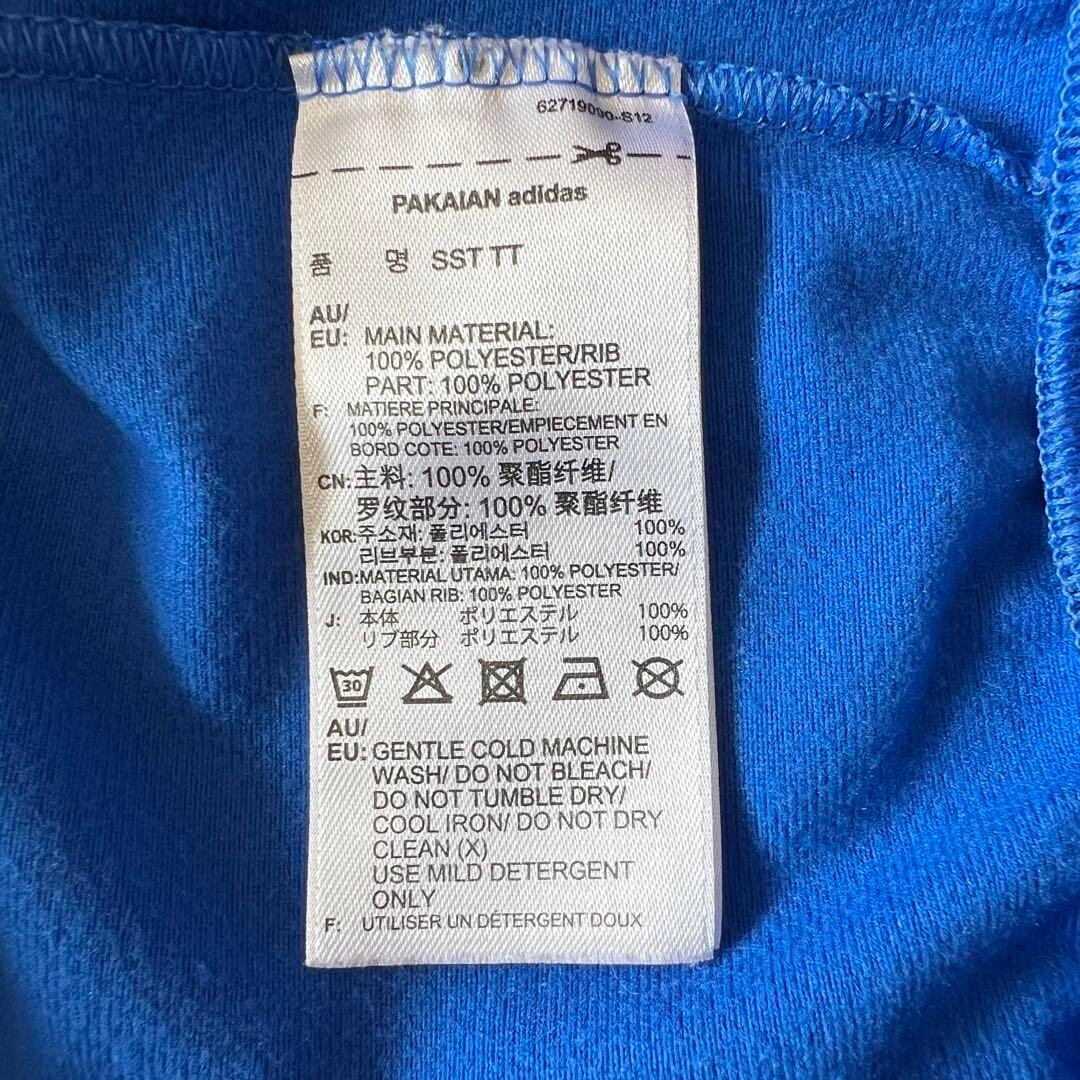 62719000-S12
PAKAIAN adidas
품 명 SST TT
AU/
EU: MAIN MATERIAL:
100% POLYESTER/RIB
PART: 100% POLYESTER
F: MATIERE PRINCIPALE:
100% POLYESTER/EMPIECEMENT EN
BORD COTE: 100% POLYESTER
CN: 主料: 100% 聚酯纤维/
罗纹部分: 100% 聚酯纤维
KOR: 주소재: 폴리에스터 100%
리브부분: 폴리에스터 100%
IND: MATERIAL UTAMA: 100% POLYESTER/
BAGIAN RIB: 100% POLYESTER
J: 本体 ポリエステル 100%
リブ部分 ポリエステル 100%
30
AU/
EU: GENTLE COLD MACHINE
WASH/ DO NOT BLEACH/
DO NOT TUMBLE DRY/
COOL IRON/ DO NOT DRY
CLEAN (X)
USE MILD DETERGENT
ONLY
F: UTILISER UN DÉTERGENT DOUX